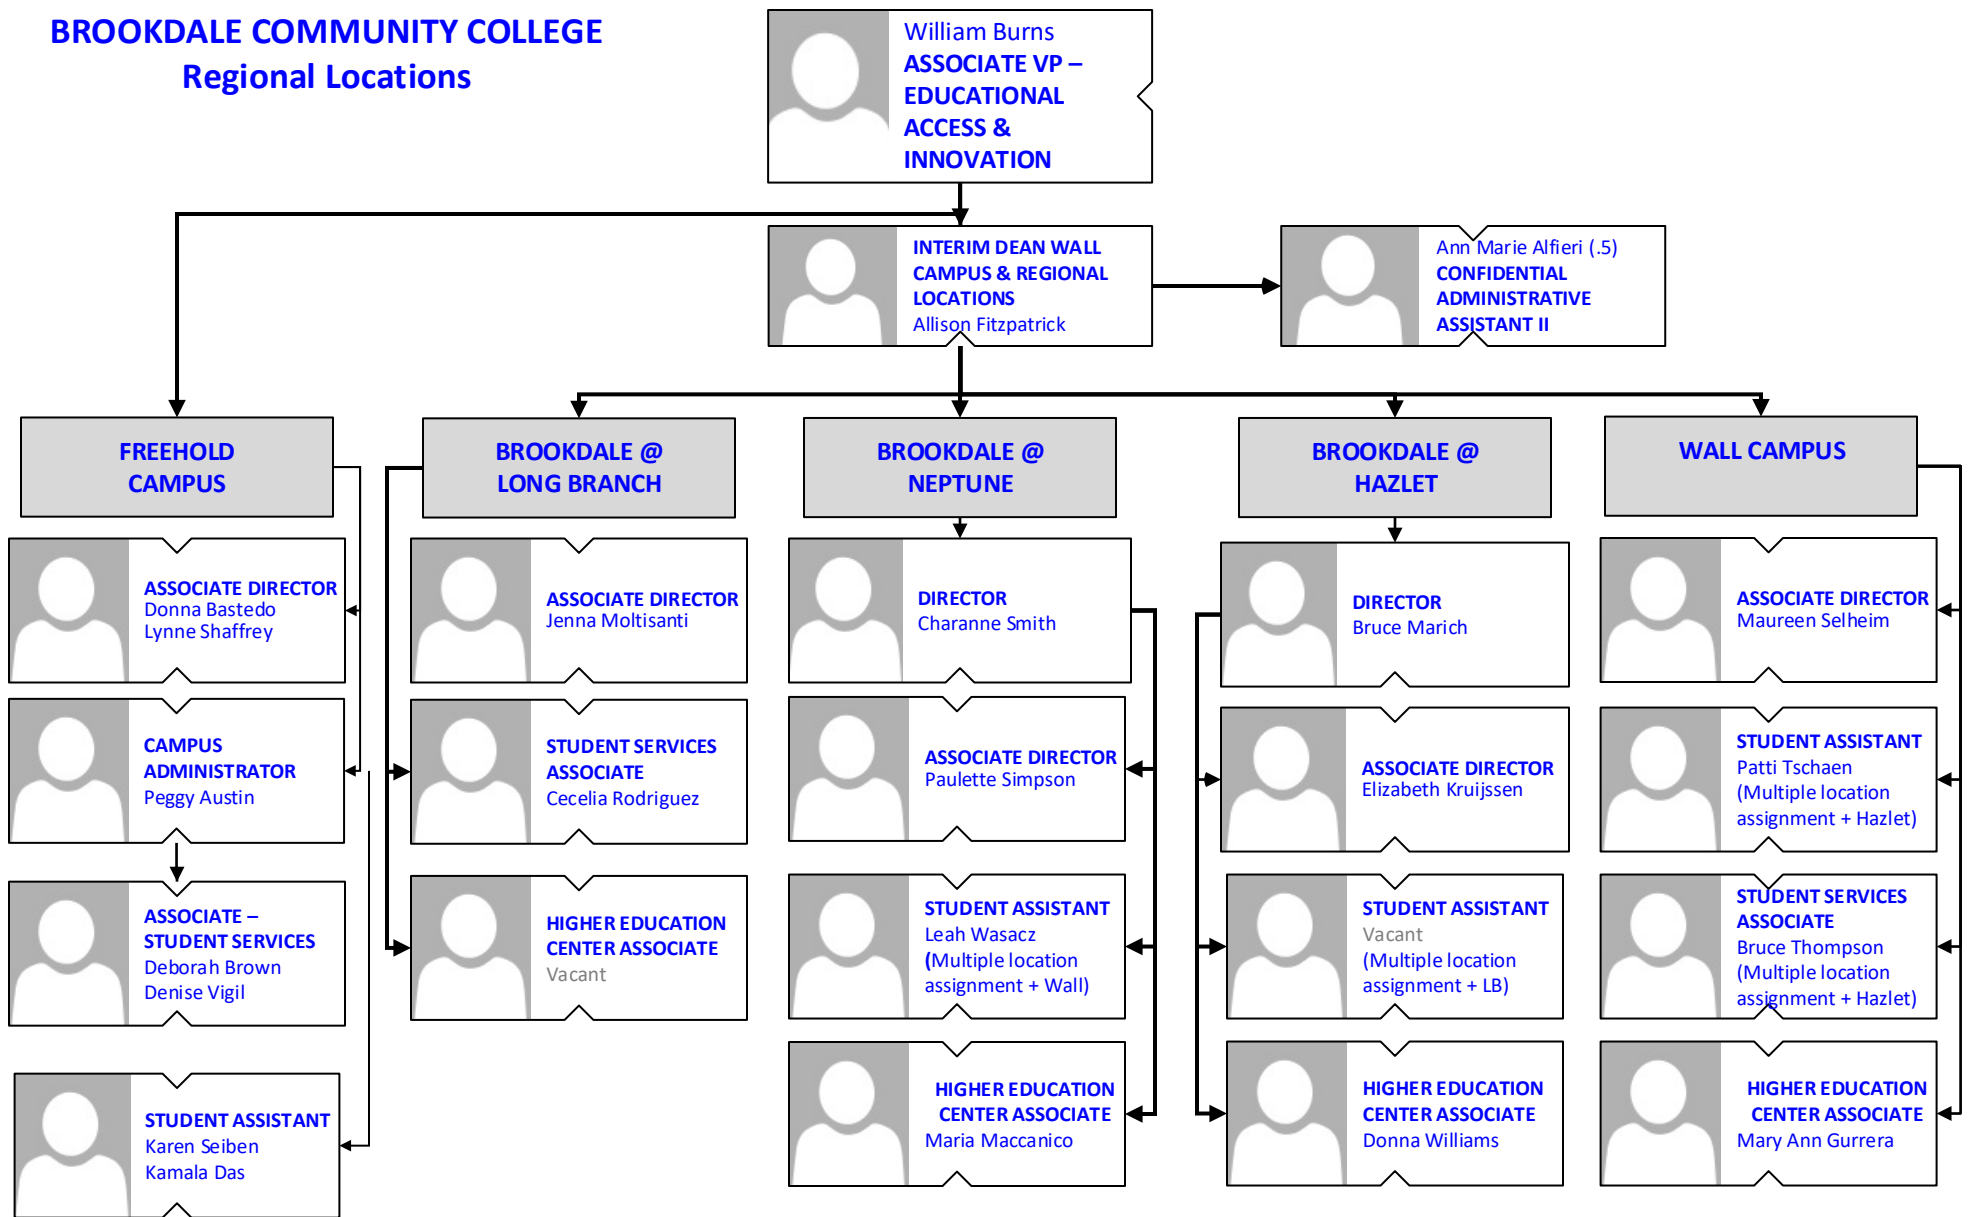 BROOKDALE COMMUNITY COLLEGE
Regional Locations
William Burns
ASSOCIATE VP –
EDUCATIONAL
ACCESS &
INNOVATION
INTERIM DEAN WALL
CAMPUS & REGIONAL
LOCATIONS
Allison Fitzpatrick
Ann Marie Alfieri (.5)
CONFIDENTIAL
ADMINISTRATIVE
ASSISTANT II
FREEHOLD
CAMPUS
ASSOCIATE DIRECTOR
Donna Bastedo
Lynne Shaffrey
CAMPUS
ADMINISTRATOR
Peggy Austin
ASSOCIATE –
STUDENT SERVICES
Deborah Brown
Denise Vigil
STUDENT ASSISTANT
Karen Seiben
Kamala Das
BROOKDALE @
LONG BRANCH
ASSOCIATE DIRECTOR
Jenna Moltisanti
STUDENT SERVICES
ASSOCIATE
Cecelia Rodriguez
HIGHER EDUCATION
CENTER ASSOCIATE
Vacant
BROOKDALE @
NEPTUNE
DIRECTOR
Charanne Smith
ASSOCIATE DIRECTOR
Paulette Simpson
STUDENT ASSISTANT
Leah Wasacz
(Multiple location
assignment + Wall)
HIGHER EDUCATION
CENTER ASSOCIATE
Maria Maccanico
BROOKDALE @
HAZLET
DIRECTOR
Bruce Marich
ASSOCIATE DIRECTOR
Elizabeth Kruijssen
STUDENT ASSISTANT
Vacant
(Multiple location
assignment + LB)
HIGHER EDUCATION
CENTER ASSOCIATE
Donna Williams
WALL CAMPUS
ASSOCIATE DIRECTOR
Maureen Selheim
STUDENT ASSISTANT
Patti Tschaen
(Multiple location
assignment + Hazlet)
STUDENT SERVICES
ASSOCIATE
Bruce Thompson
(Multiple location
assignment + Hazlet)
HIGHER EDUCATION
CENTER ASSOCIATE
Mary Ann Gurrera